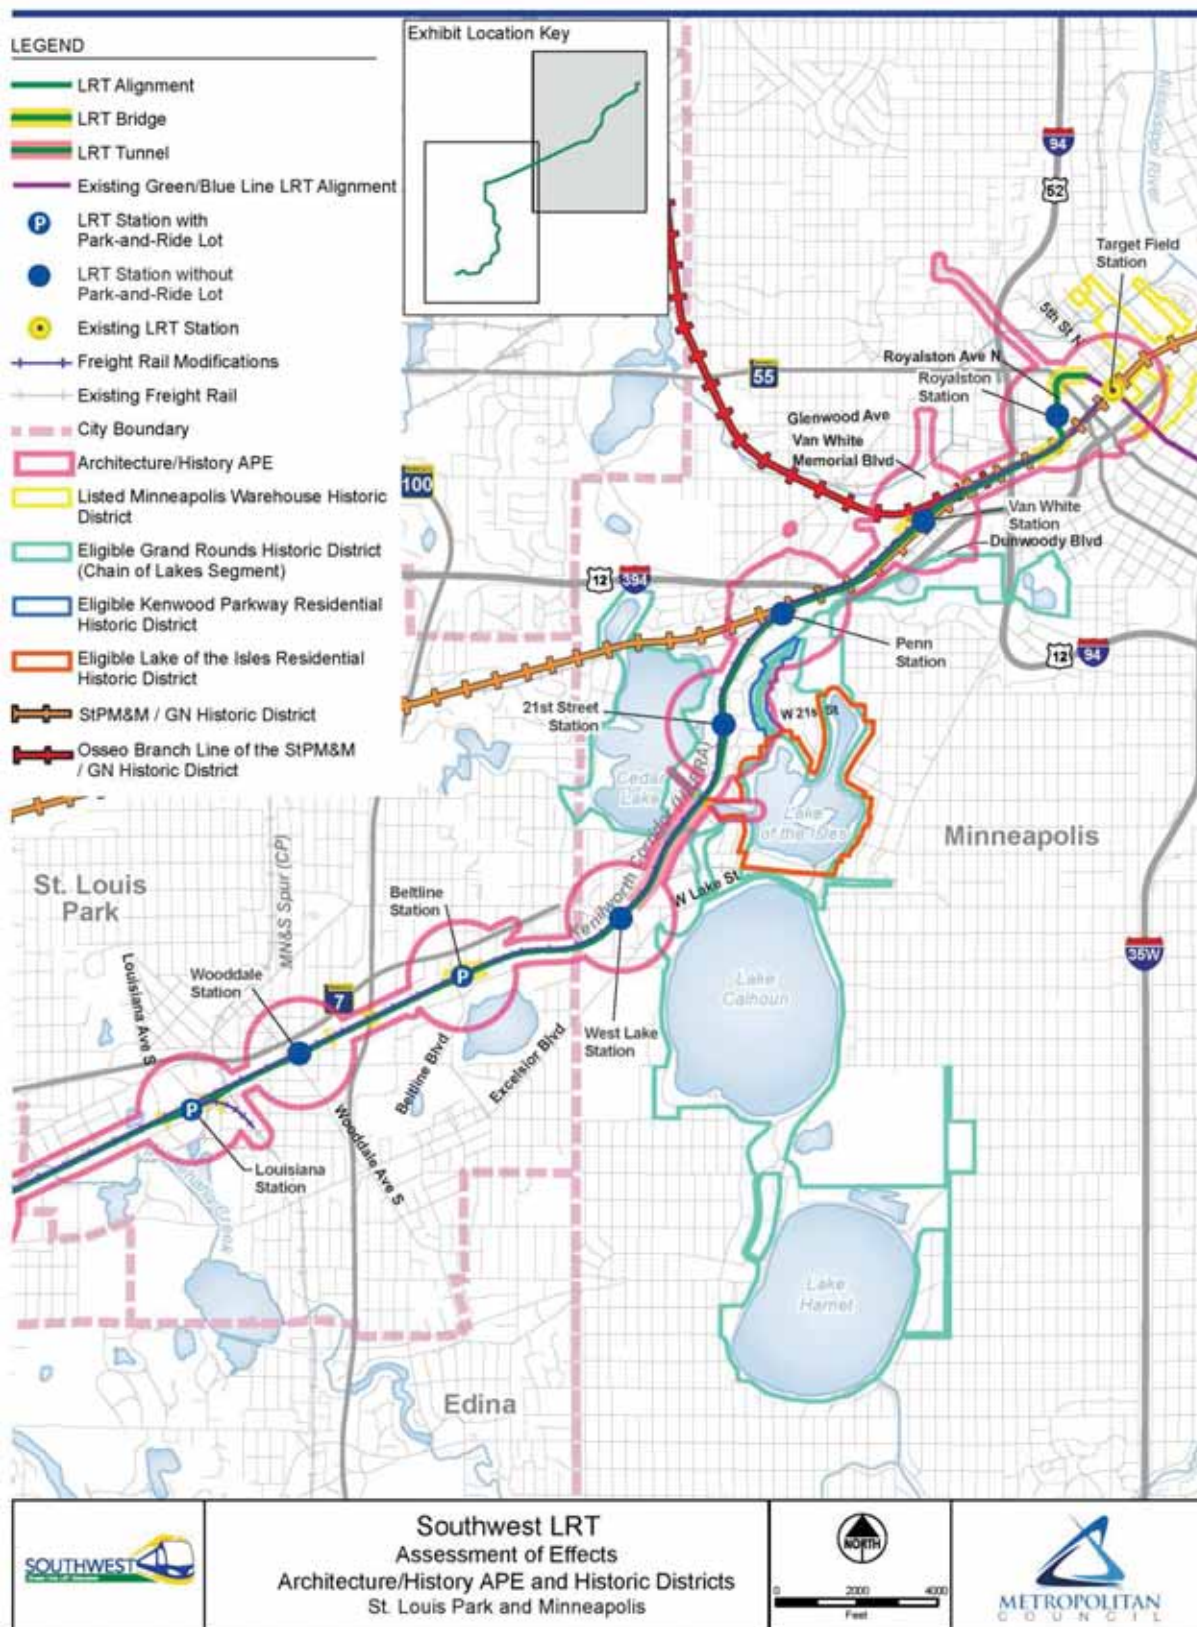 LEGEND
LRT Alignment
LRT Bridge
LRT Tunnel
Existing Green/Blue Line LRT Alignment
P
LRT Station with
Park-and-Ride Lot
LRT Station without
Park-and-Ride Lot
Existing LRT Station
Freight Rail Modifications
Existing Freight Rail
City Boundary
Architecture/History APE
Listed Minneapolis Warehouse Historic
District
Eligible Grand Rounds Historic District
(Chain of Lakes Segment)
Eligible Kenwood Parkway Residential
Historic District
Eligible Lake of the Isles Residential
Historic District
StPM&M / GN Historic District
Osseo Branch Line of the StPM&M
/ GN Historic District
Exhibit Location Key
Mississippi River
94
52
Target Field
Station
5th St N
Royalston Ave N
Royalston
Station
55
Glenwood Ave
Van White
Memorial Blvd
100
Van White
Station
Dunwoody Blvd
12
394
Penn
Station
12
94
21st Street
Station
W 21st St
Cedar
Lake
Lake
of the Isles
Minneapolis
Kenilworth Corridor
St. Louis
Park
MN&S Spur (CP)
Beltline
Station
P
W Lake St
Louisiana Ave S
Wooddale
Station
7
Lake
Calhoun
35W
West Lake
Station
Beltline Blvd
Excelsior Blvd
P
Wooddale Ave S
Louisiana
Station
Lake
Harriet
Edina
SOUTHWEST
Southwest LRT
Assessment of Effects
Architecture/History APE and Historic Districts
St. Louis Park and Minneapolis
NORTH
0 2000 4000
Feet
METROPOLITAN
COUNCIL